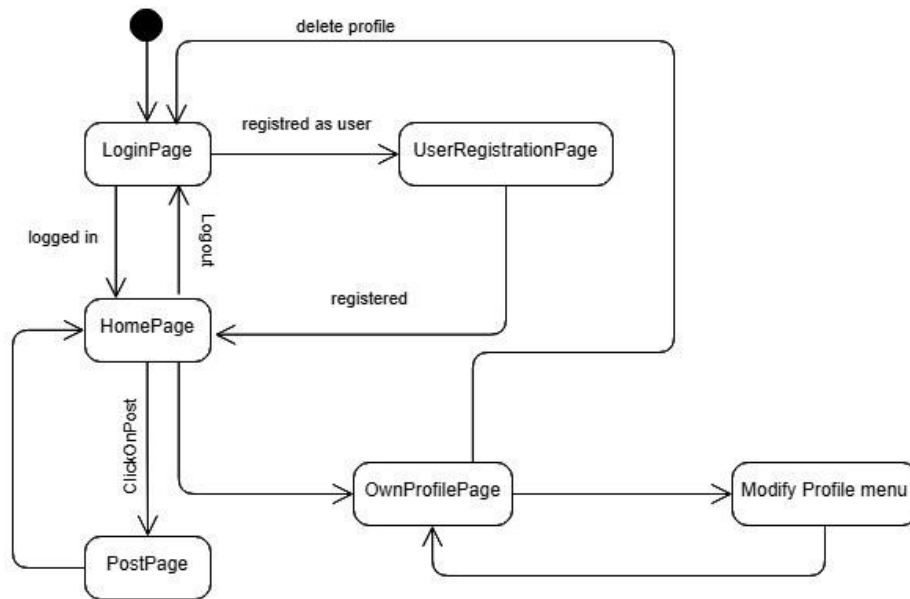 delete profile
registred as user
LoginPage
UserRegistrationPage
logged in
Logout
registered
HomePage
ClickOnPost
OwnProfilePage
Modify Profile menu
PostPage